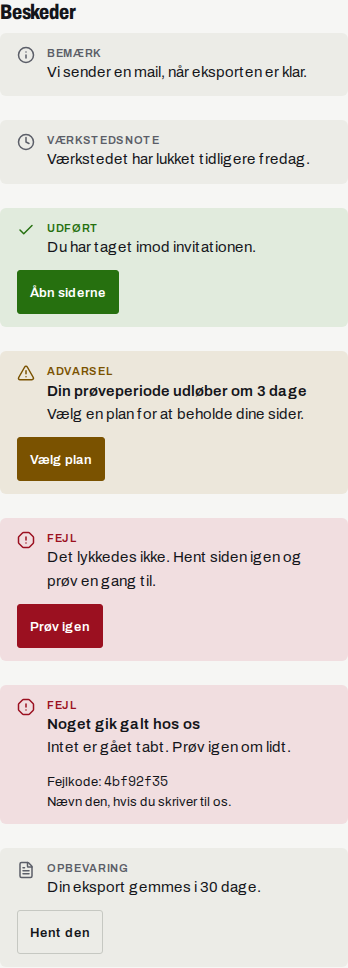 Beskeder
BEMÆRK
Vi sender en mail, når eksporten er klar.
VÆRKSTEDSNOTE
Værkstedet har lukket tidligere fredag.
UDFØRT
Du har taget imod invitationen.
Åbn siderne
ADVARSEL
Din prøveperiode udløber om 3 dage
Vælg en plan for at beholde dine sider.
Vælg plan
FEJL
Det lykkedes ikke. Hent siden igen og
prøv en gang til.
Prøv igen
FEJL
Noget gik galt hos os
Intet er gået tabt. Prøv igen om lidt.
Fejlkode: 4bf92f35
Nævn den, hvis du skriver til os.
OPBEVARING
Din eksport gemmes i 30 dage.
Hent den